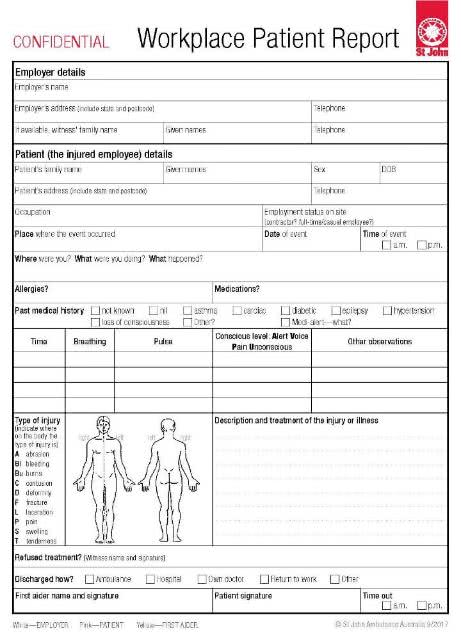 CONFIDENTIAL Workplace Patient Report
St John
Employer details
Employer's name
Employer's address (include state and postcode) Telephone
If available, witness' family name Given names Telephone
Patient (the injured employee) details
Patient's family name Given names Sex DOB
Patient's address (include state and postcode) Telephone
Occupation Employment status on site
(contractor? full-time/casual employee?)
Place where the event occurred Date of event Time of event
a.m. p.m.
Where were you? What were you doing? What happened?
Allergies? Medications?
Past medical history not known nil asthma cardiac diabetic epilepsy hypertension
loss of consciousness Other? Medi-alert—what?
Time Breathing Pulse Conscious level: Alert Voice
Pain Unconscious Other observations
Type of injury Description and treatment of the injury or illness
(indicate where
on the body the
type of injury is)
right left left right
A abrasion
Bl bleeding
Bu burns
C contusion
D deformity
F fracture
L laceration
P pain
S swelling
T tenderness
Refused treatment? (Witness name and signature)
Discharged how? Ambulance Hospital Own doctor Return to work Other
First aider name and signature Patient signature Time out
a.m. p.m.
White—EMPLOYER Pink—PATIENT Yellow—FIRST AIDER © St John Ambulance Australia 9/2017